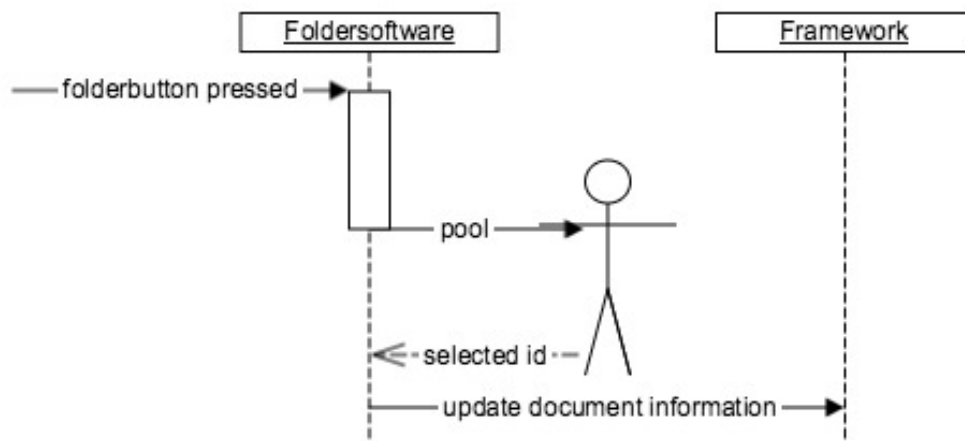 Foldersoftware
Framework
folderbutton pressed
pool
selected id
update document information